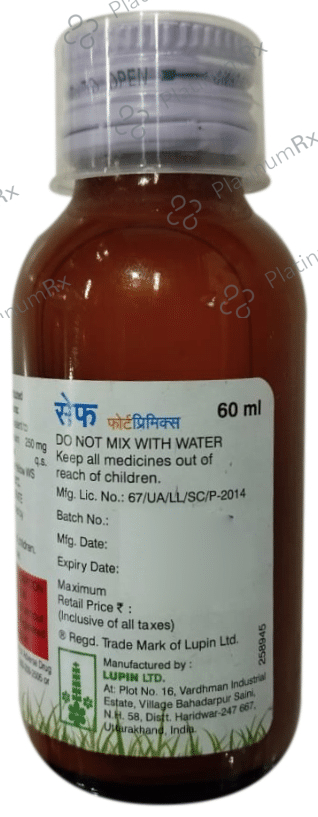 OPEN
PlatinumRx
सेफ फोर्टप्रिमिक्स 60 ml
250 mg
q.s.
DO NOT MIX WITH WATER
Keep all medicines out of
reach of children.
Mfg. Lic. No.: 67/UA/LL/SC/P-2014
Batch No.:
Mfg. Date:
Expiry Date:
Maximum
Retail Price ₹ :
(Inclusive of all taxes)
® Regd. Trade Mark of Lupin Ltd.
258945
Manufactured by :
LUPIN LTD.
At: Plot No. 16, Vardhman Industrial
Estate, Village Bahadarpur Saini,
N.H. 58, Distt. Haridwar-247 667,
Uttarakhand, India.